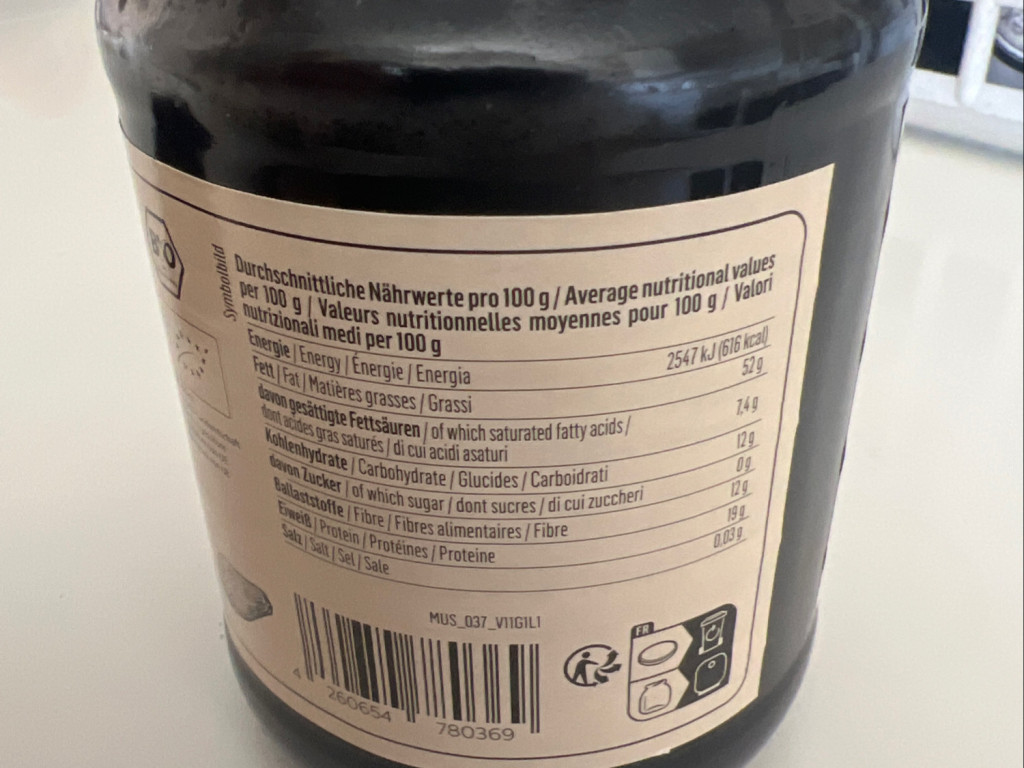 BIO
Symbolbild
Durchschnittliche Nährwerte pro 100 g / Average nutritional values
per 100 g / Valeurs nutritionnelles moyennes pour 100 g / Valori
nutrizionali medi per 100 g
Energie / Energy / Énergie / Energia 2547 kJ (616 kcal)
Fett / Fat / Matières grasses / Grassi 52 g
davon gesättigte Fettsäuren / of which saturated fatty acids /
dont acides gras saturés / di cui acidi asaturi 7,4 g
Kohlenhydrate / Carbohydrate / Glucides / Carboidrati 12 g
davon Zucker / of which sugar / dont sucres / di cui zuccheri 0 g
Ballaststoffe / Fibre / Fibres alimentaires / Fibre 12 g
Eiweiß / Protein / Protéines / Proteine 19 g
Salz / Salt / Sel / Sale 0,03 g
MUS_037_V11G1L1
FR
4 260654 780369